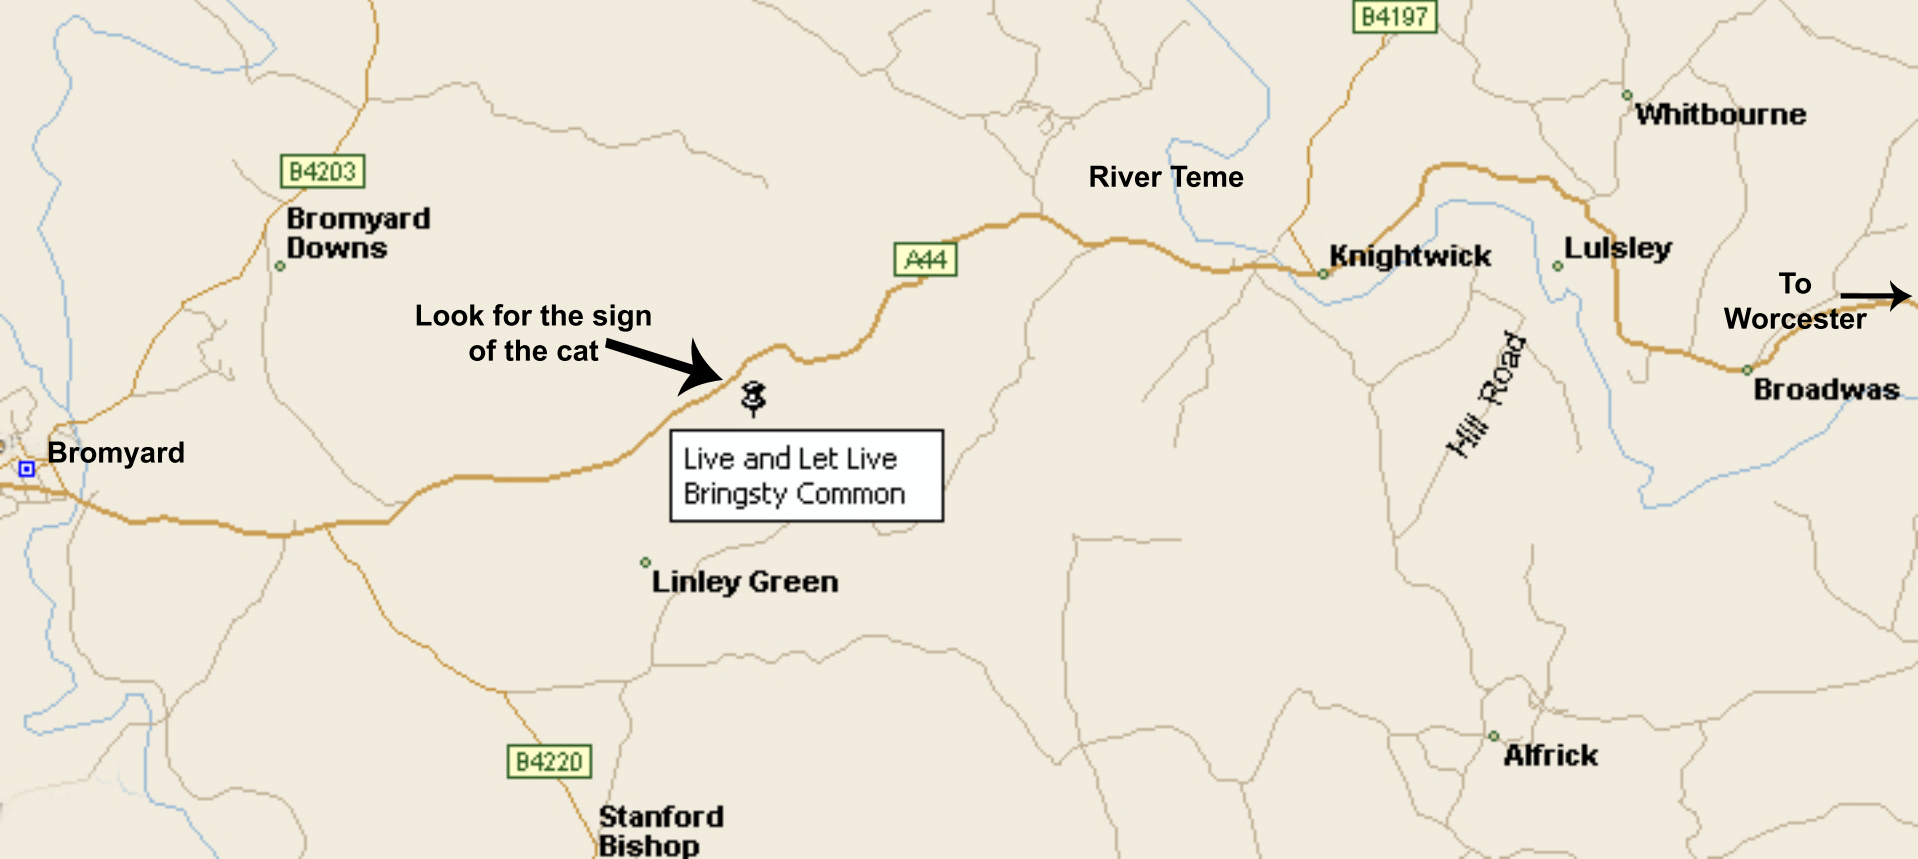 B4197
Whitbourne
B4203
River Teme
Bromyard
Downs
Knightwick
Lulsley
A44
To
Worcester
Look for the sign
of the cat
Hill Road
Broadwas
Bromyard
Live and Let Live
Bringsty Common
Linley Green
Alfrick
B4220
Stanford
Bishop